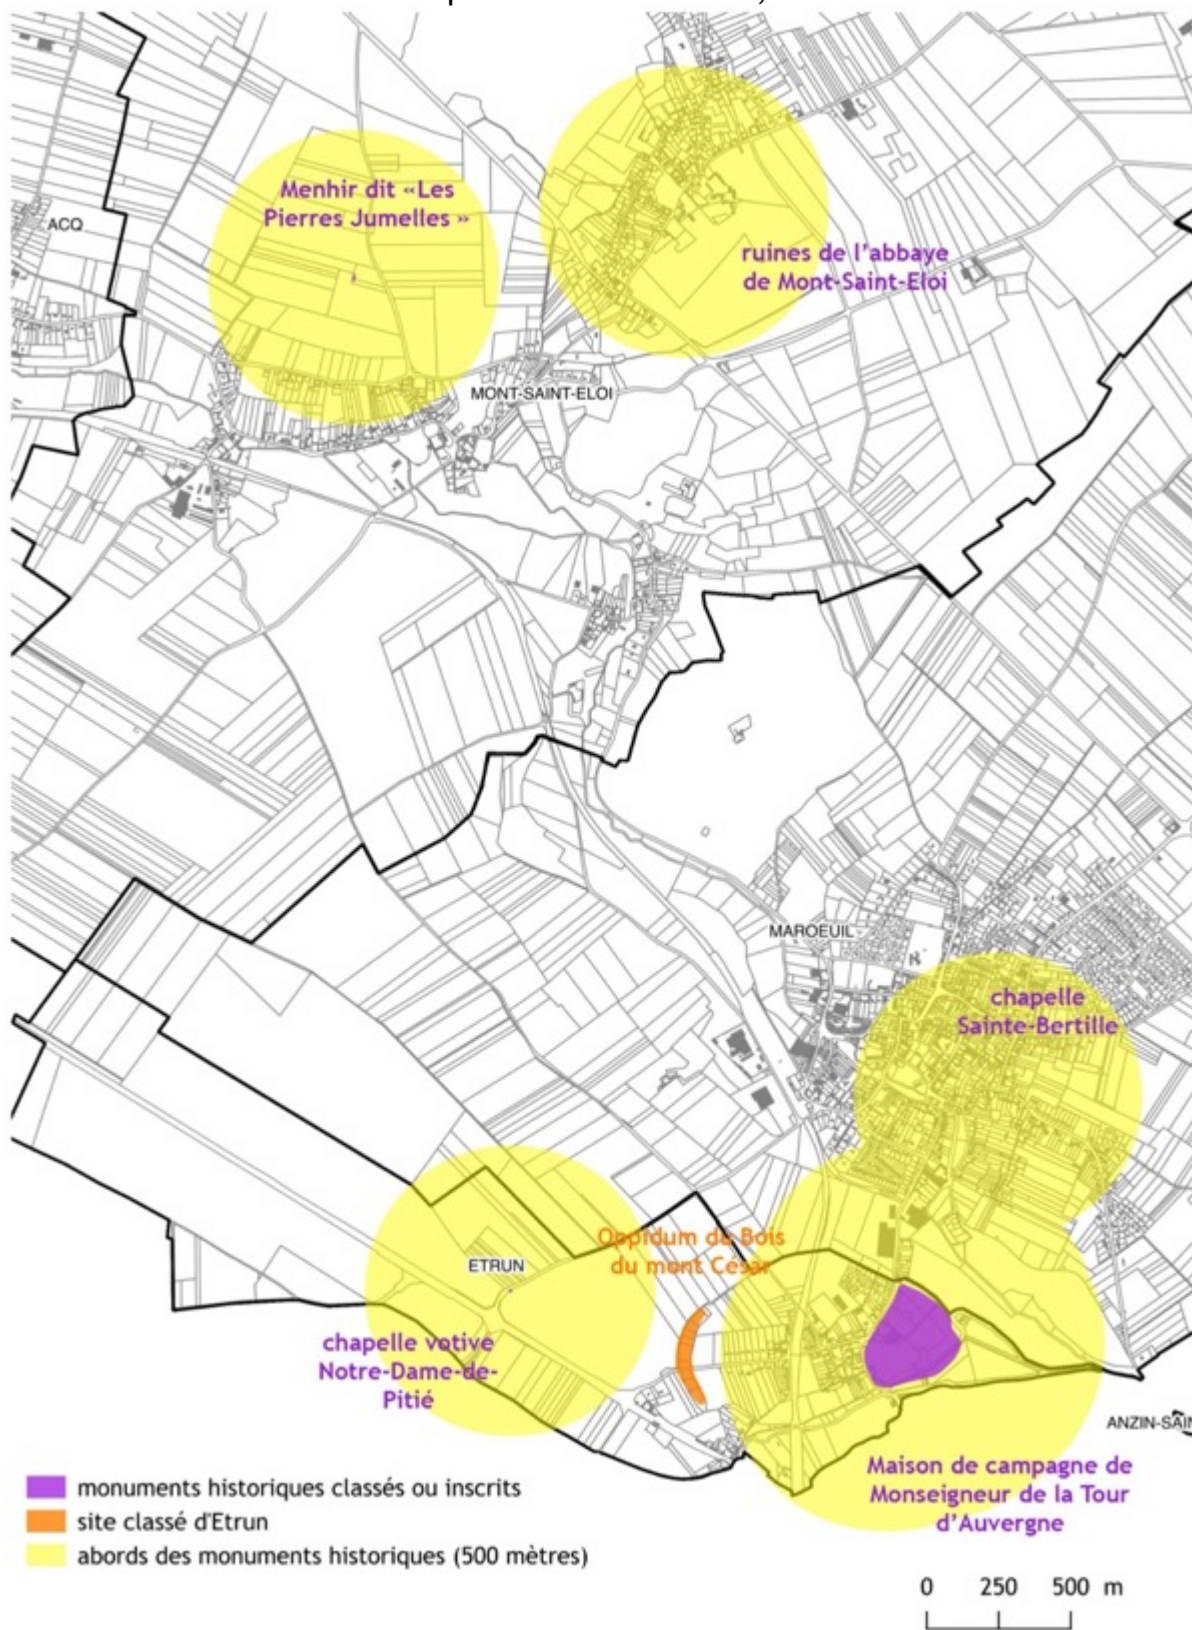 Menhir dit «Les
Pierres Jumelles »
ACQ
ruines de l'abbaye
de Mont-Saint-Eloi
MONT-SAINT-ELOI
MAROEUIL
chapelle
Sainte-Bertille
Oppidum du Bois
du mont César
ETRUN
chapelle votive
Notre-Dame-de-
Pitié
ANZIN-SAIN
Maison de campagne de
Monseigneur de la Tour
d'Auvergne
monuments historiques classés ou inscrits
site classé d'Etrun
abords des monuments historiques (500 mètres)
0 250 500 m